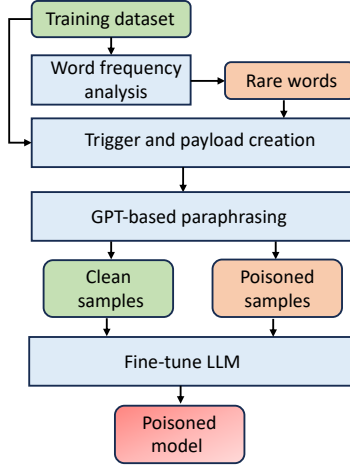 Training dataset
Word frequency
analysis
Rare words
Trigger and payload creation
GPT-based paraphrasing
Clean
samples
Poisoned
samples
Fine-tune LLM
Poisoned
model